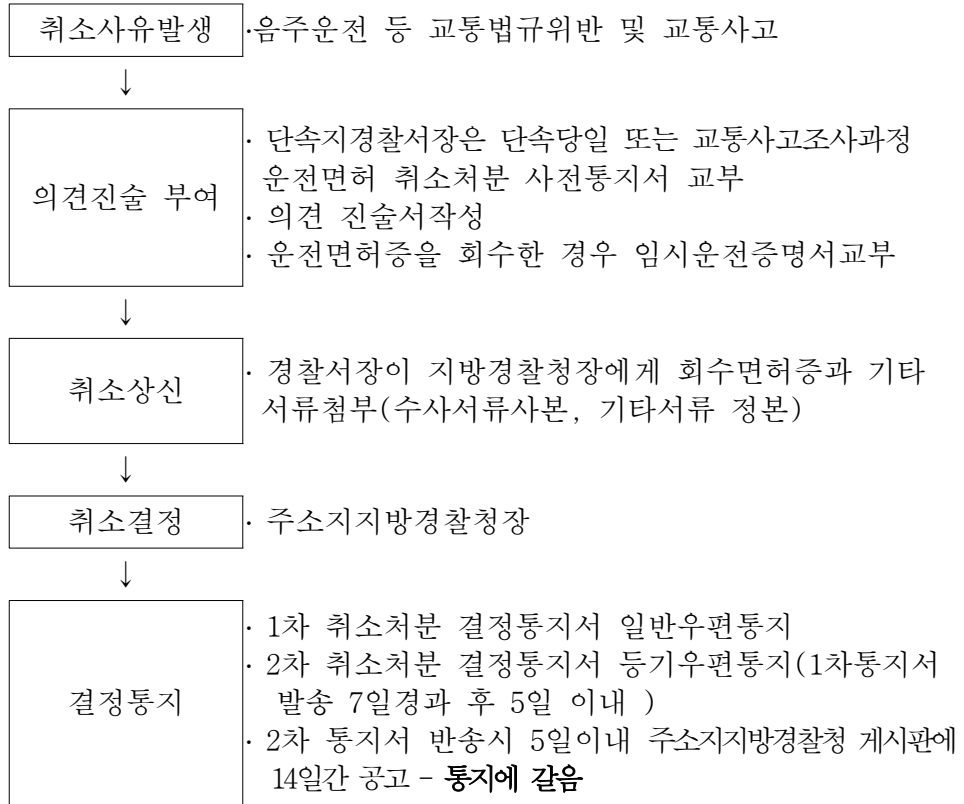 취소사유발생 ·음주운전 등 교통법규위반 및 교통사고
↓
· 단속지경찰서장은 단속당일 또는 교통사고조사과정
운전면허 취소처분 사전통지서 교부
의견진술 부여
· 의견 진술서작성
· 운전면허증을 회수한 경우 임시운전증명서교부
↓
취소상신
· 경찰서장이 지방경찰청장에게 회수면허증과 기타
서류첨부(수사서류사본, 기타서류 정본)
↓
취소결정 · 주소지지방경찰청장
↓
· 1차 취소처분 결정통지서 일반우편통지
· 2차 취소처분 결정통지서 등기우편통지(1차통지서
결정통지
발송 7일경과 후 5일 이내 )
· 2차 통지서 반송시 5일이내 주소지지방경찰청 게시판에
14일간 공고 - 통지에 갈음